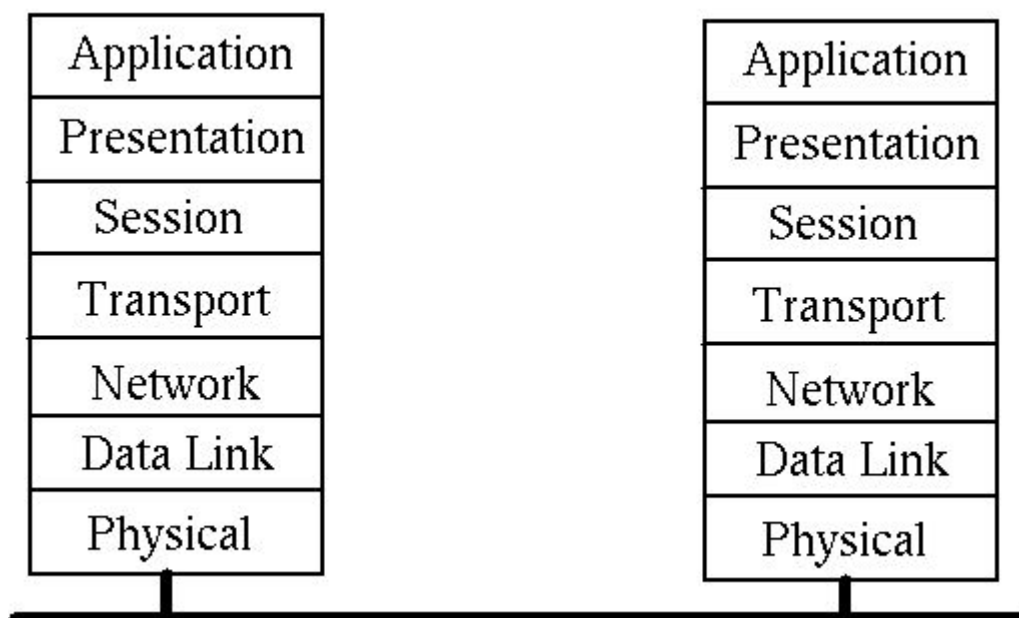 Application
Presentation
Session
Transport
Network
Data Link
Physical
Application
Presentation
Session
Transport
Network
Data Link
Physical